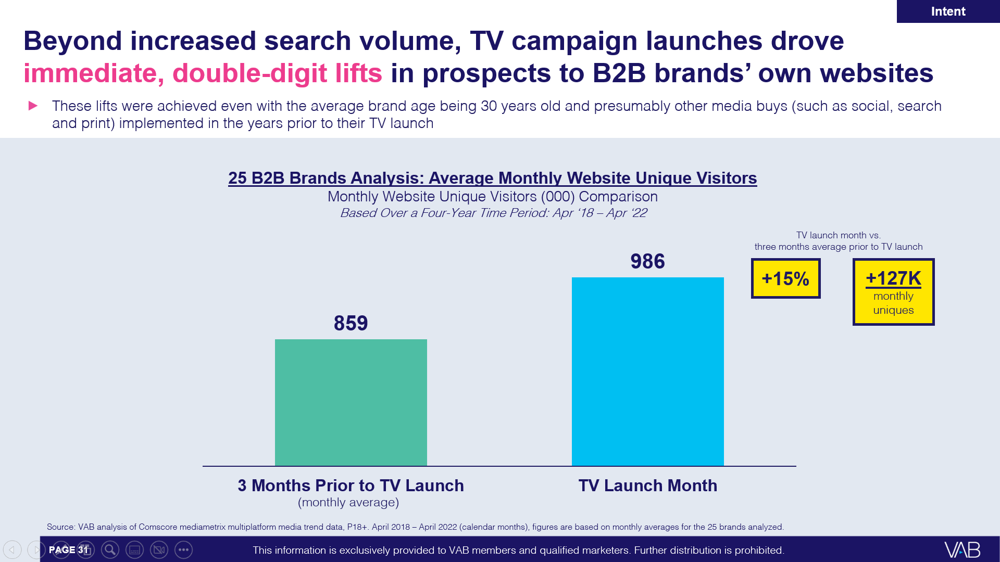 Intent
Beyond increased search volume, TV campaign launches drove
immediate, double-digit lifts in prospects to B2B brands’ own websites
These lifts were achieved even with the average brand age being 30 years old and presumably other media buys (such as social, search
and print) implemented in the years prior to their TV launch
25 B2B Brands Analysis: Average Monthly Website Unique Visitors
Monthly Website Unique Visitors (000) Comparison
Based Over a Four-Year Time Period: Apr ‘18 – Apr ‘22
TV launch month vs.
three months average prior to TV launch
+15%
+127K
monthly
uniques
859
986
3 Months Prior to TV Launch
(monthly average)
TV Launch Month
Source: VAB analysis of Comscore mediametrix multiplatform media trend data, P18+. April 2018 – April 2022 (calendar months), figures are based on monthly averages for the 25 brands analyzed.
PAGE 31
This information is exclusively provided to VAB members and qualified marketers. Further distribution is prohibited.
VAB